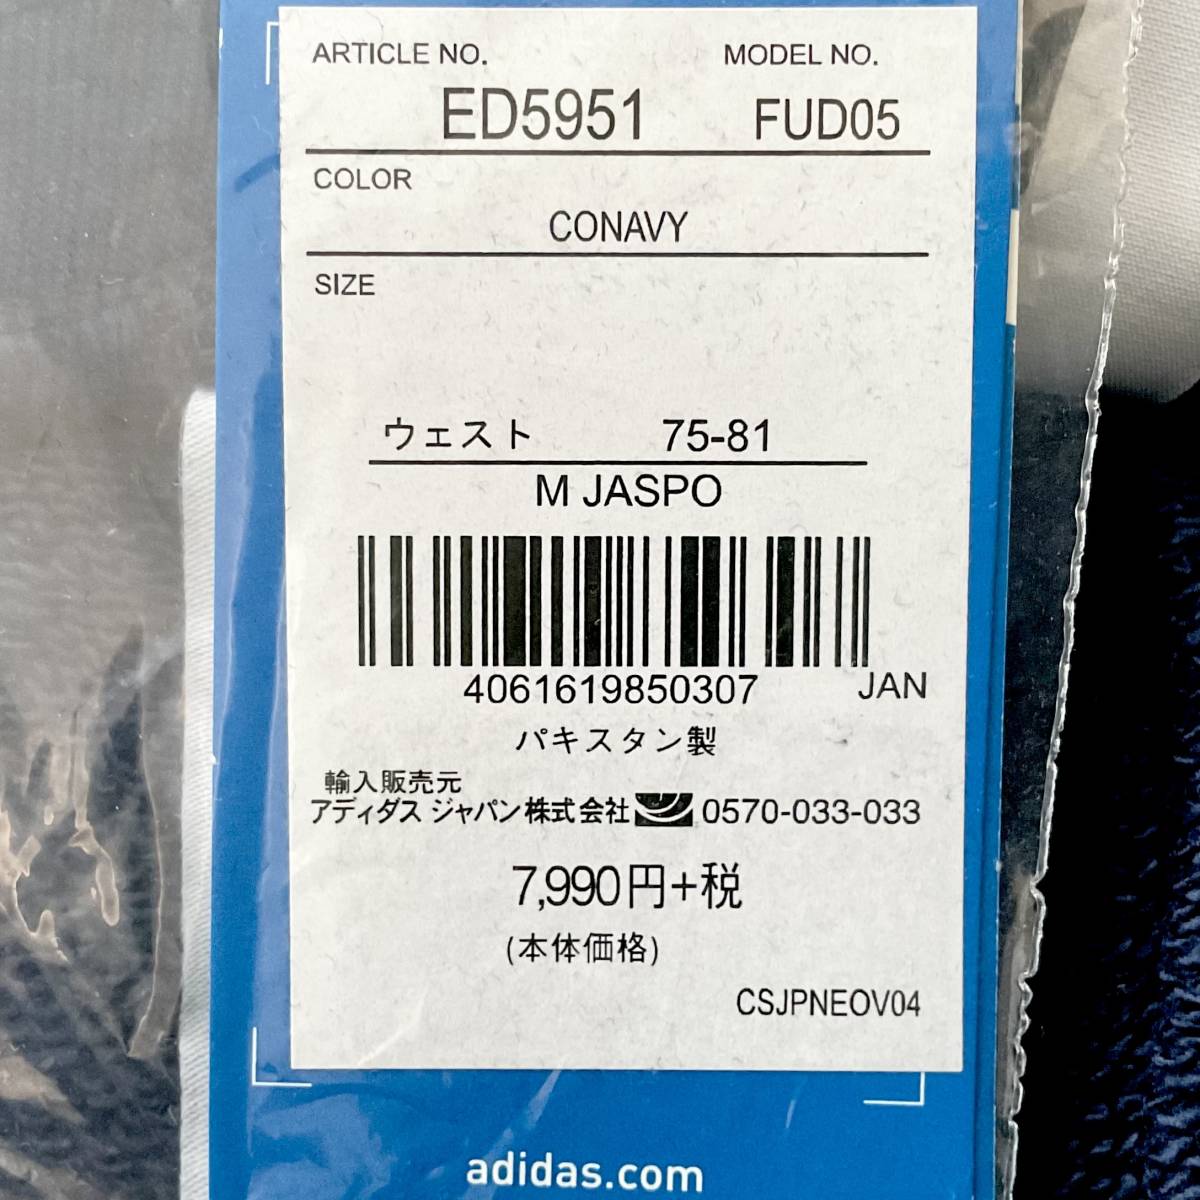 ARTICLE NO. MODEL NO.
ED5951 FUD05
COLOR
CONAVY
SIZE
ウェスト 75-81
M JASPO
4061619850307 JAN
パキスタン製
輸入販売元
アディダス ジャパン株式会社 0570-033-033
7,990円+税
(本体価格)
CSJPNEOV04
adidas.com